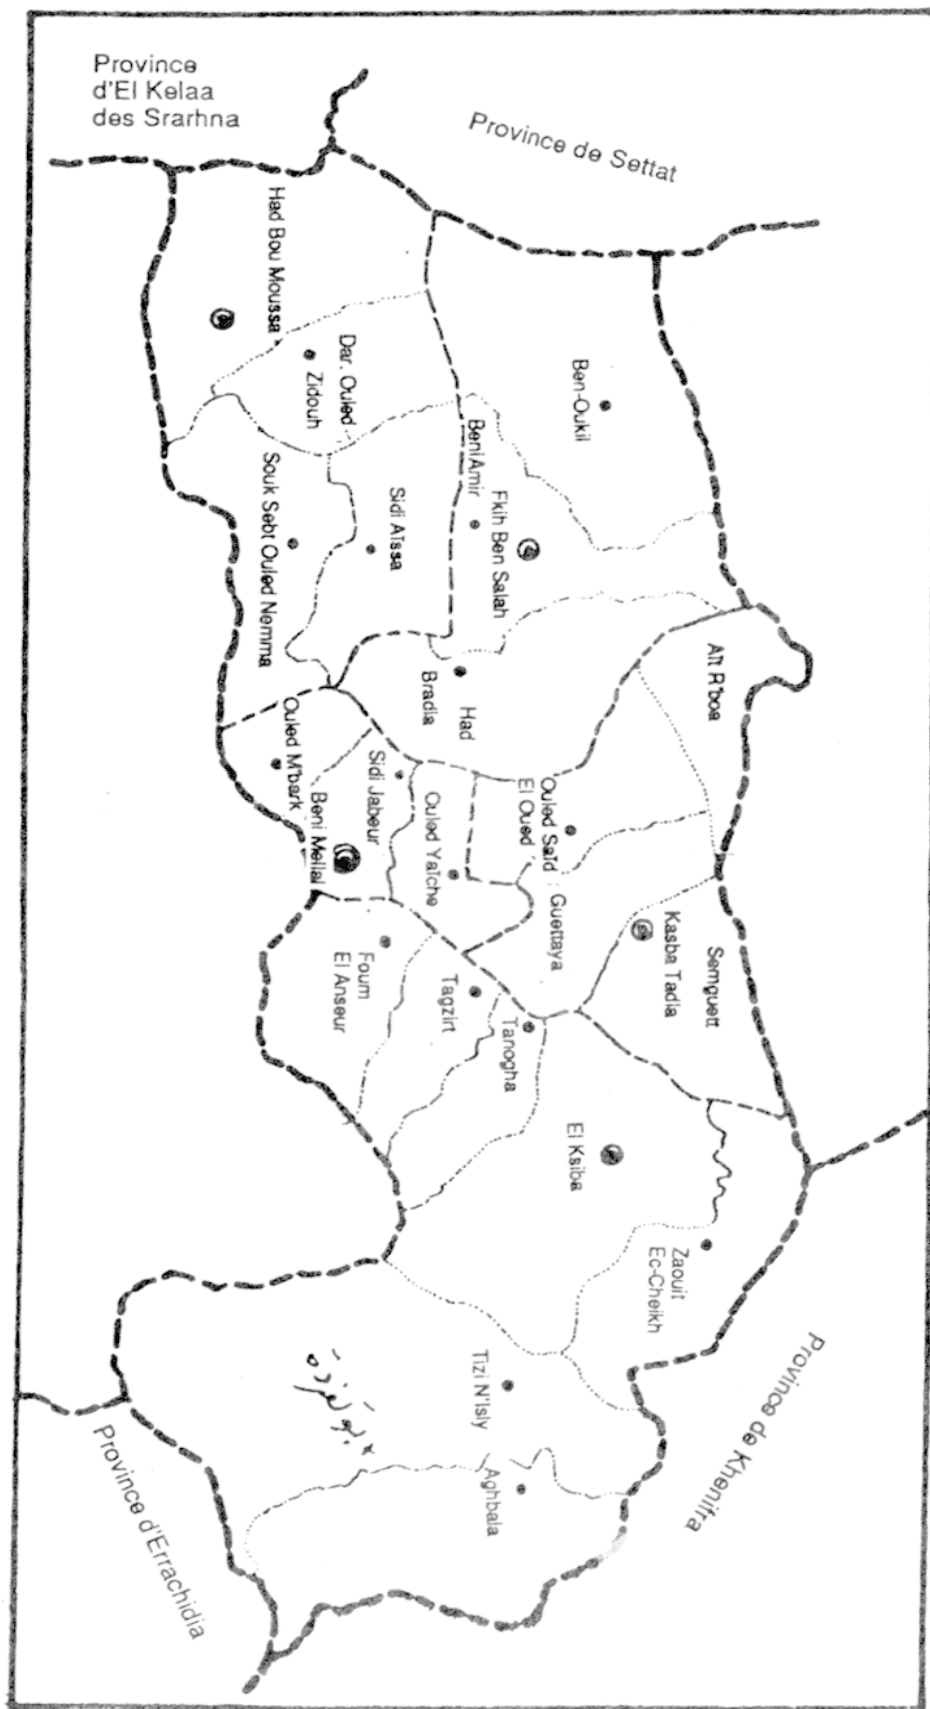 Province
d'El Kelaa
des Srarhna
Province de Settat
Had Bou Moussa
Dar. Ouled
Zidouh
Ben-Oukil
Beni Amir
Fkih Ben Salah
Sidi Aïssa
Souk Sebt Ouled Nemma
Had
Bradia
Aït R'boa
Ouled M'bark
Sidi Jabeur
Beni Mellal
Ouled Yaïche
Ouled Saïd
El Oued
Guettaya
Kasba Tadla
Semguett
Foum
El Anseur
Tagzirt
Tanogha
El Ksiba
Zaouit
Ec-Cheikh
Tizi N'Isly
Aghbala
Province de Khenifra
Province d'Errachidia